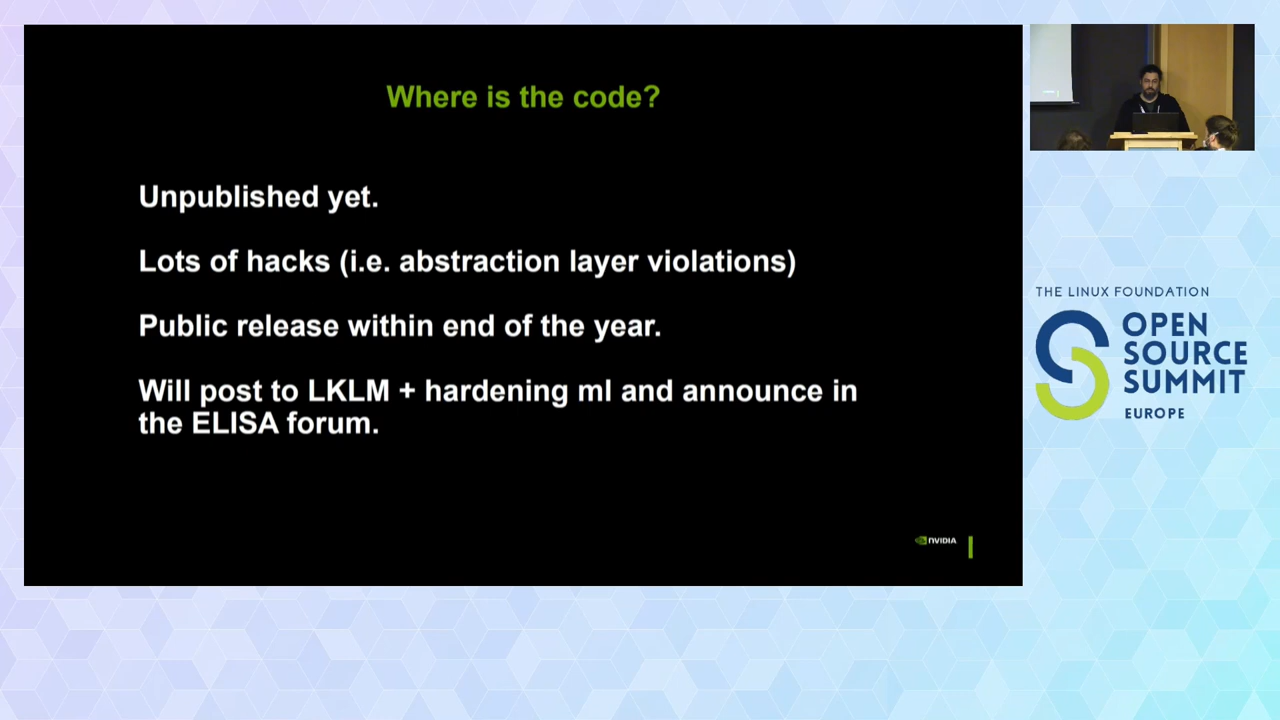 Where is the code?
Unpublished yet.
Lots of hacks (i.e. abstraction layer violations)
Public release within end of the year.
Will post to LKLM + hardening ml and announce in
the ELISA forum.
NVIDIA
THE LINUX FOUNDATION
OPEN
SOURCE
SUMMIT
EUROPE